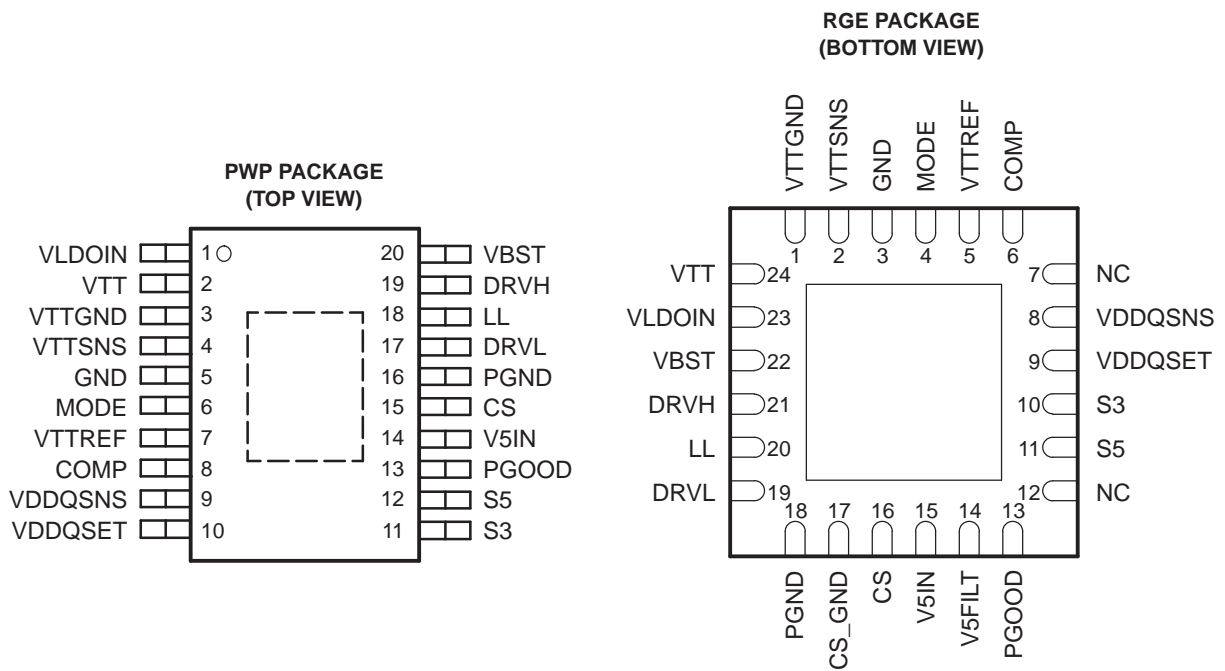 PWP PACKAGE
(TOP VIEW)
VLDOIN 1 20 VBST
VTT 2 19 DRVH
VTTGND 3 18 LL
VTTSNS 4 17 DRVL
GND 5 16 PGND
MODE 6 15 CS
VTTREF 7 14 V5IN
COMP 8 13 PGOOD
VDDQSNS 9 12 S5
VDDQSET 10 11 S3
RGE PACKAGE
(BOTTOM VIEW)
VTTGND
VTTSNS
GND
MODE
VTTREF
COMP
1 2 3 4 5 6
VTT 24 7 NC
VLDOIN 23 8 VDDQSNS
VBST 22 9 VDDQSET
DRVH 21 10 S3
LL 20 11 S5
DRVL 19 12 NC
18 17 16 15 14 13
PGND
CS_GND
CS
V5IN
V5FILT
PGOOD